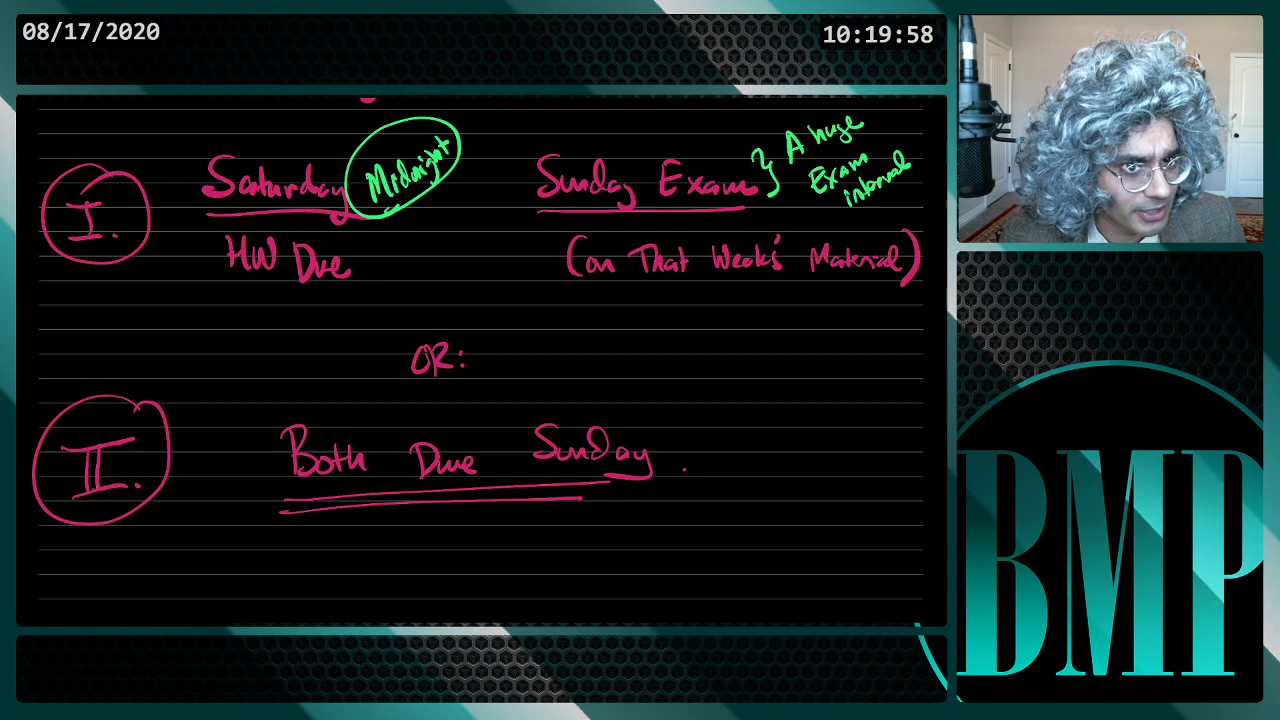 08/17/2020
10:19:58
I. Saturday Midnight Sunday Exam } A huge Exam interval
HW Due (on That Week's Material)
OR:
II. Both Due Sunday.
BMP